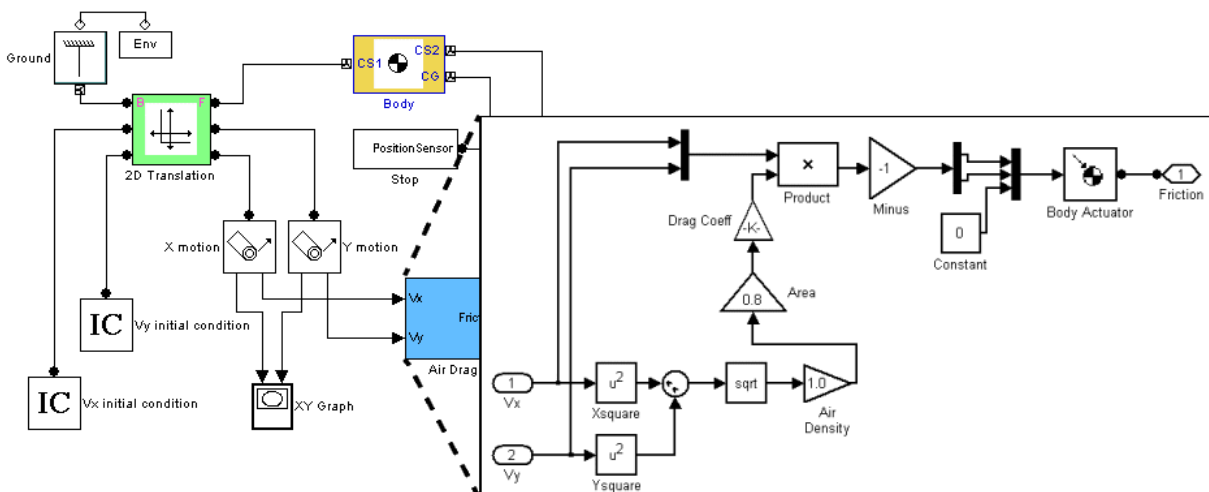 Ground
Env
B
F
2D Translation
CS1
CS2
CG
Body
PositionSensor
Stop
X motion
Y motion
IC
Vy initial condition
IC
Vx initial condition
XY Graph
Vx
Vy
Fric
Air Drag
1
Vx
2
Vy
u²
Xsquare
u²
Ysquare
++
sqrt
1.0
Air
Density
0.8
Area
-K-
Drag Coeff
×
Product
-1
Minus
0
Constant
Body Actuator
1
Friction